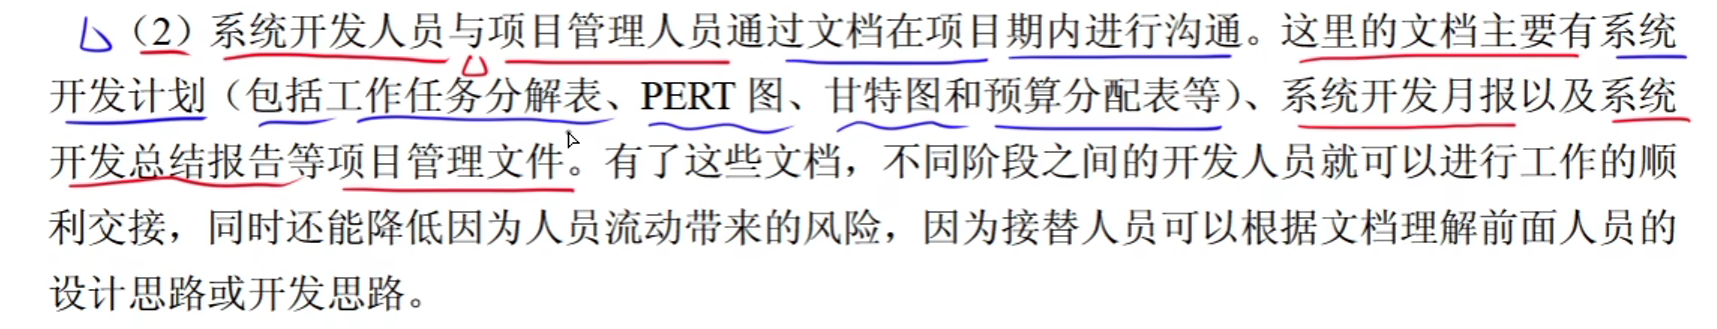 （2）系统开发人员与项目管理人员通过文档在项目期内进行沟通。这里的文档主要有系统
开发计划（包括工作任务分解表、PERT 图、甘特图和预算分配表等）、系统开发月报以及系统
开发总结报告等项目管理文件。有了这些文档，不同阶段之间的开发人员就可以进行工作的顺
利交接，同时还能降低因为人员流动带来的风险，因为接替人员可以根据文档理解前面人员的
设计思路或开发思路。